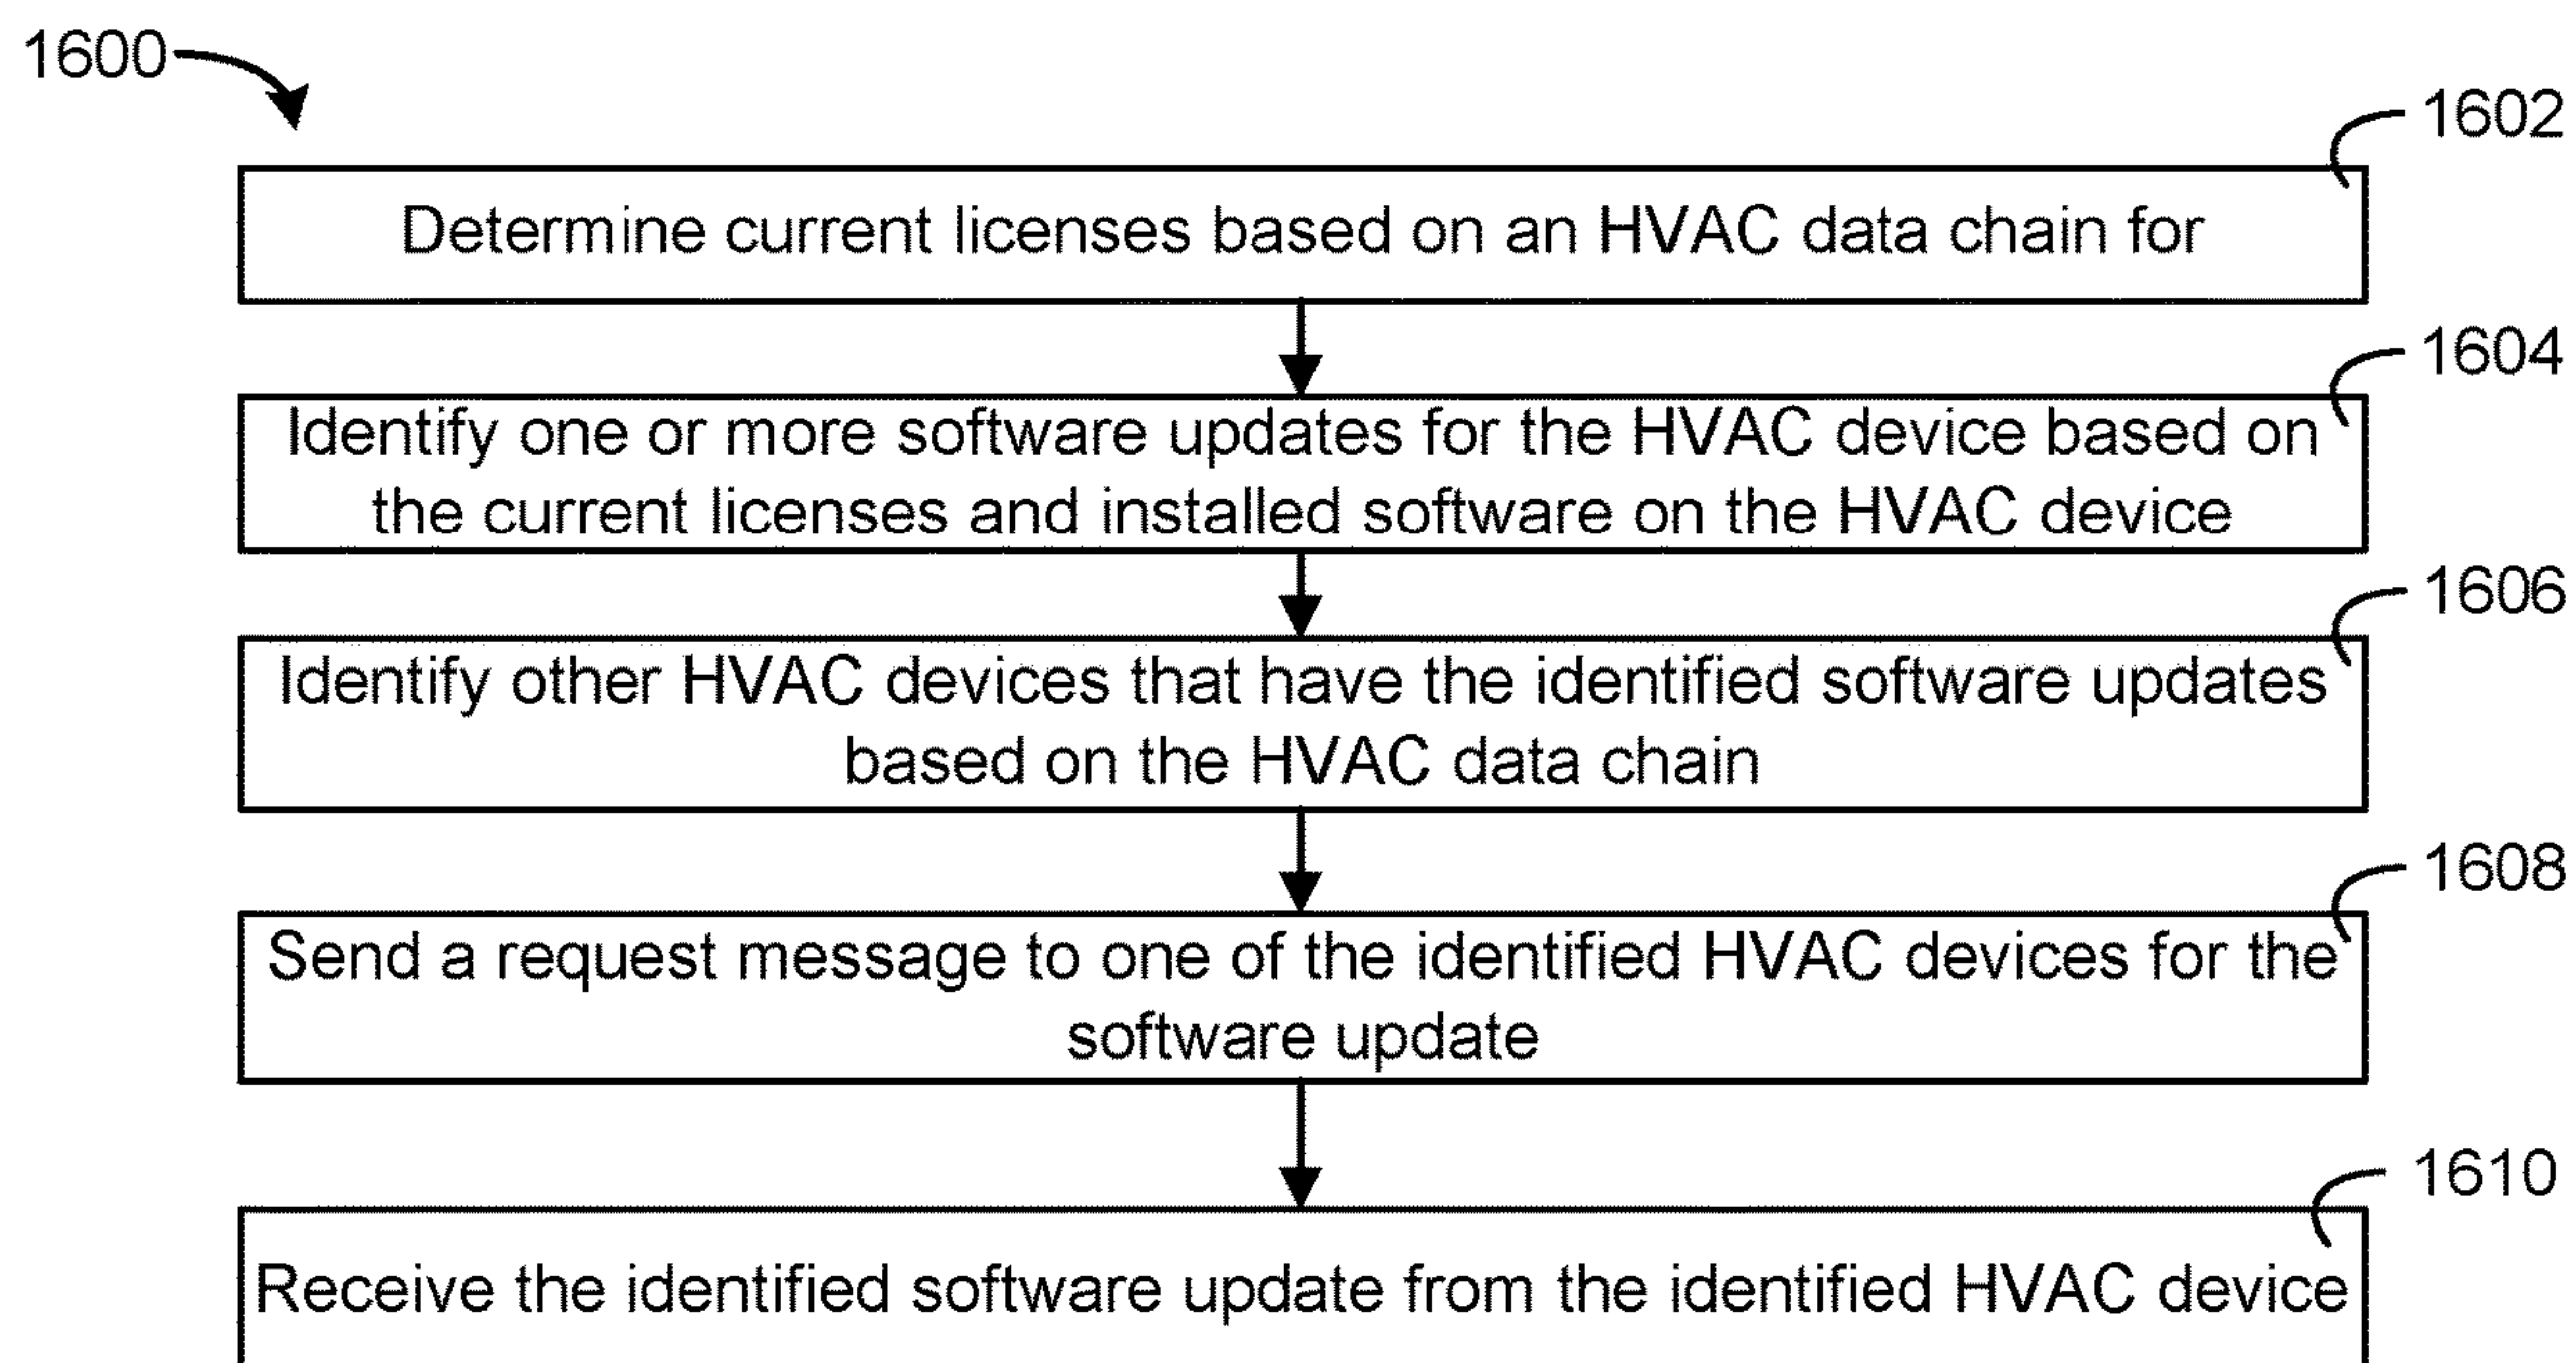 1600
1602
Determine current licenses based on an HVAC data chain for
1604
Identify one or more software updates for the HVAC device based on
the current licenses and installed software on the HVAC device
1606
Identify other HVAC devices that have the identified software updates
based on the HVAC data chain
1608
Send a request message to one of the identified HVAC devices for the
software update
1610
Receive the identified software update from the identified HVAC device